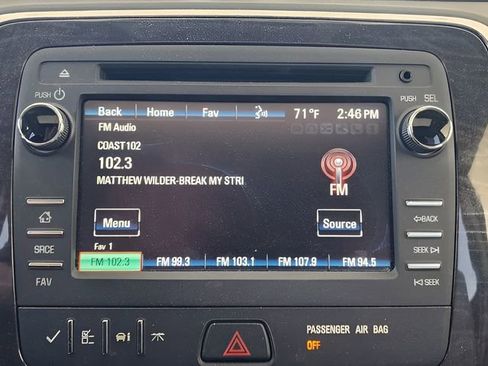 PUSH SEL
PUSH
Back Home Fav 71°F 2:46 PM
FM Audio
COAST102
102.3
MATTHEW WILDER-BREAK MY STRI
FM
Menu Source
BACK
SRCE SEEK
Fav 1
FM 102.3 FM 99.3 FM 103.1 FM 107.9 FM 94.5
FAV SEEK
PASSENGER AIR BAG
OFF